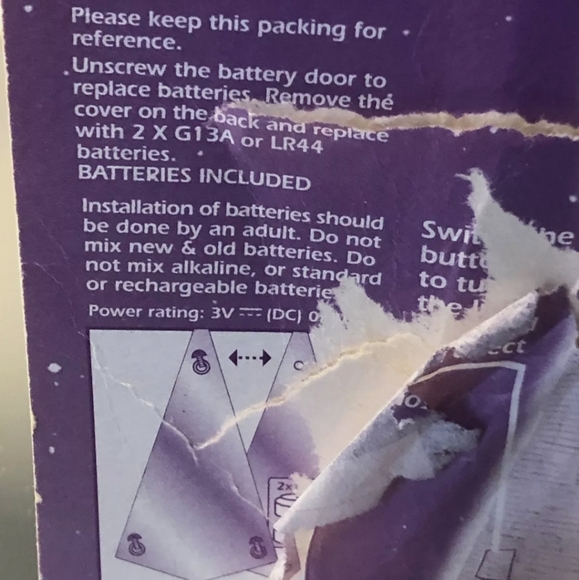 Please keep this packing for
reference.
Unscrew the battery door to
replace batteries. Remove the
cover on the back and replace
with 2 X G13A or LR44
batteries.
BATTERIES INCLUDED
Installation of batteries should
be done by an adult. Do not
mix new & old batteries. Do
not mix alkaline, or standard
or rechargeable
Power rating: 3V (DC)
to
2x